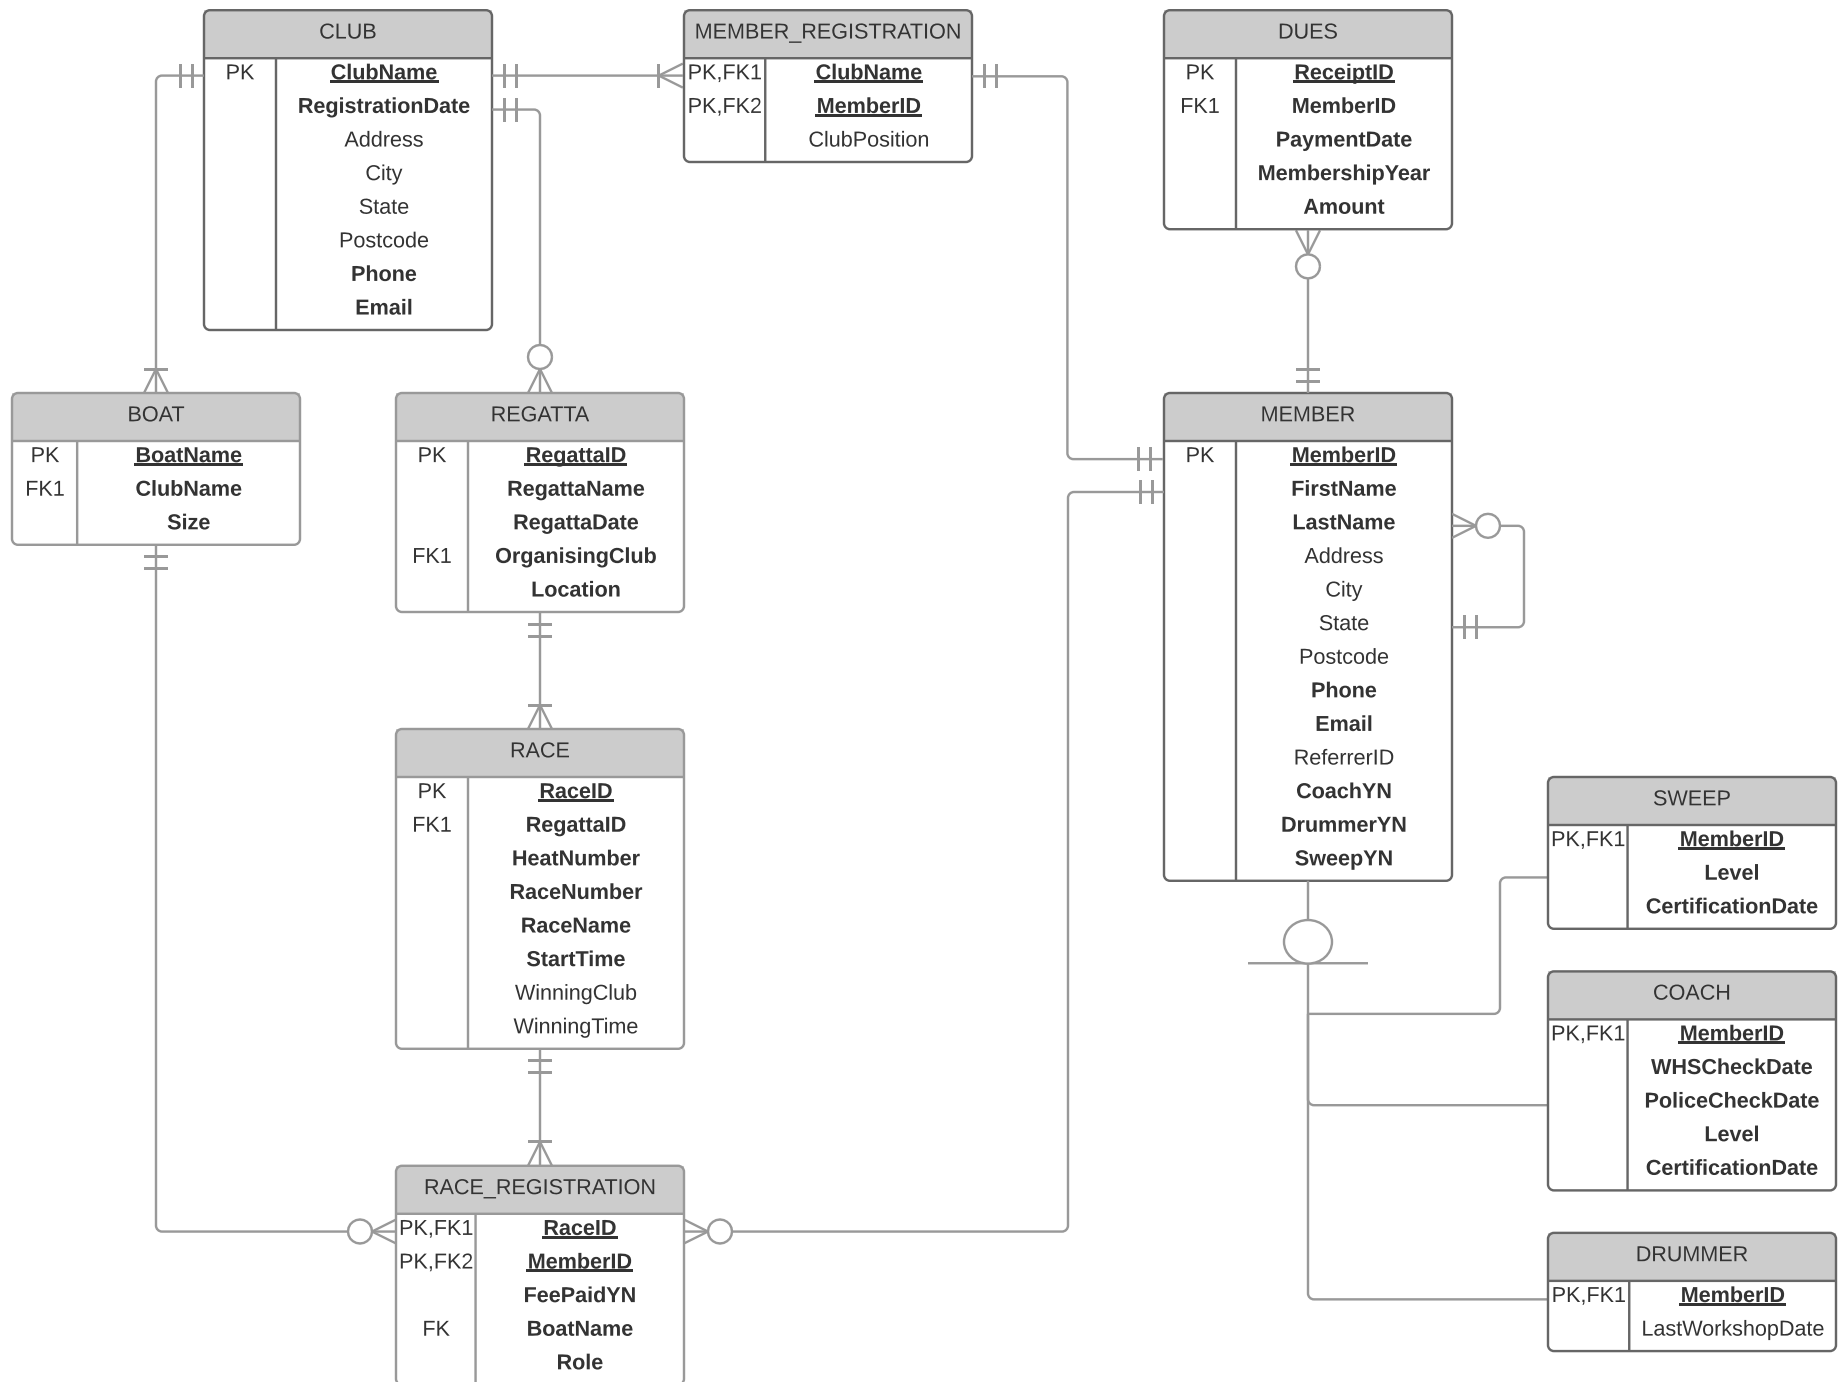 CLUB
PK ClubName
RegistrationDate
Address
City
State
Postcode
Phone
Email
MEMBER_REGISTRATION
PK,FK1 ClubName
PK,FK2 MemberID
ClubPosition
DUES
PK ReceiptID
FK1 MemberID
PaymentDate
MembershipYear
Amount
BOAT
PK BoatName
FK1 ClubName
Size
REGATTA
PK RegattaID
RegattaName
RegattaDate
FK1 OrganisingClub
Location
MEMBER
PK MemberID
FirstName
LastName
Address
City
State
Postcode
Phone
Email
ReferrerID
CoachYN
DrummerYN
SweepYN
RACE
PK RaceID
FK1 RegattaID
HeatNumber
RaceNumber
RaceName
StartTime
WinningClub
WinningTime
SWEEP
PK,FK1 MemberID
Level
CertificationDate
COACH
PK,FK1 MemberID
WHSCheckDate
PoliceCheckDate
Level
CertificationDate
RACE_REGISTRATION
PK,FK1 RaceID
PK,FK2 MemberID
FeePaidYN
FK BoatName
Role
DRUMMER
PK,FK1 MemberID
LastWorkshopDate